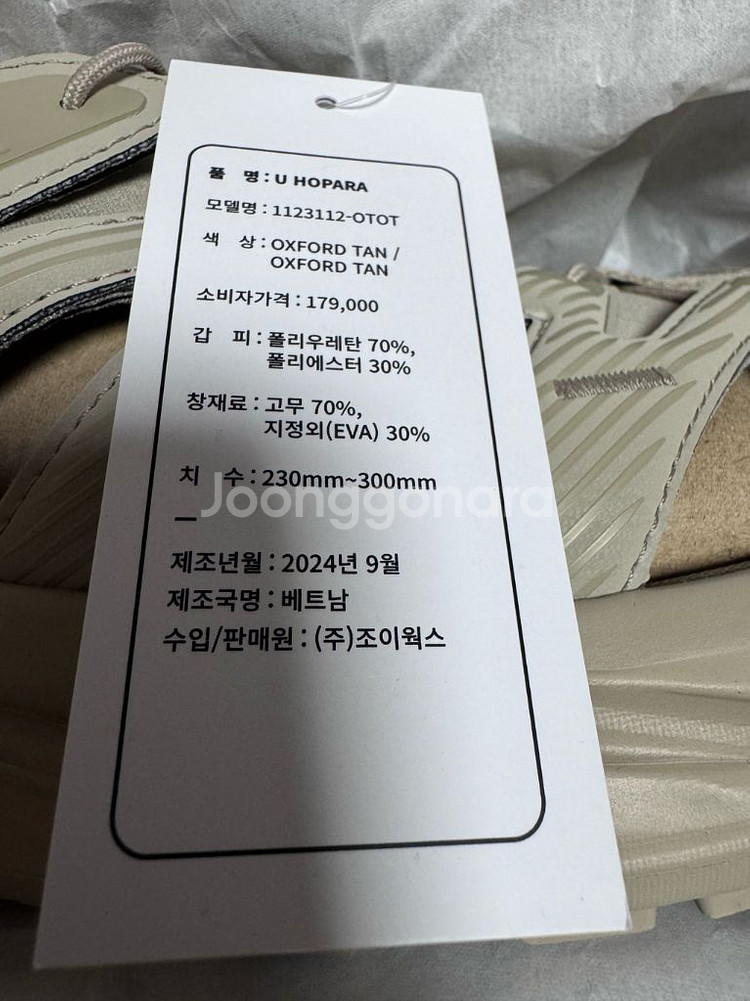 품 명 : U HOPARA
모델명 : 1123112-OTOT
색 상 : OXFORD TAN /
OXFORD TAN
소비자가격 : 179,000
갑 피 : 폴리우레탄 70%,
폴리에스터 30%
창재료 : 고무 70%,
지정외(EVA) 30%
치 수 : 230mm~300mm
Joonggonara
제조년월 : 2024년 9월
제조국명 : 베트남
수입/판매원 : (주)조이웍스